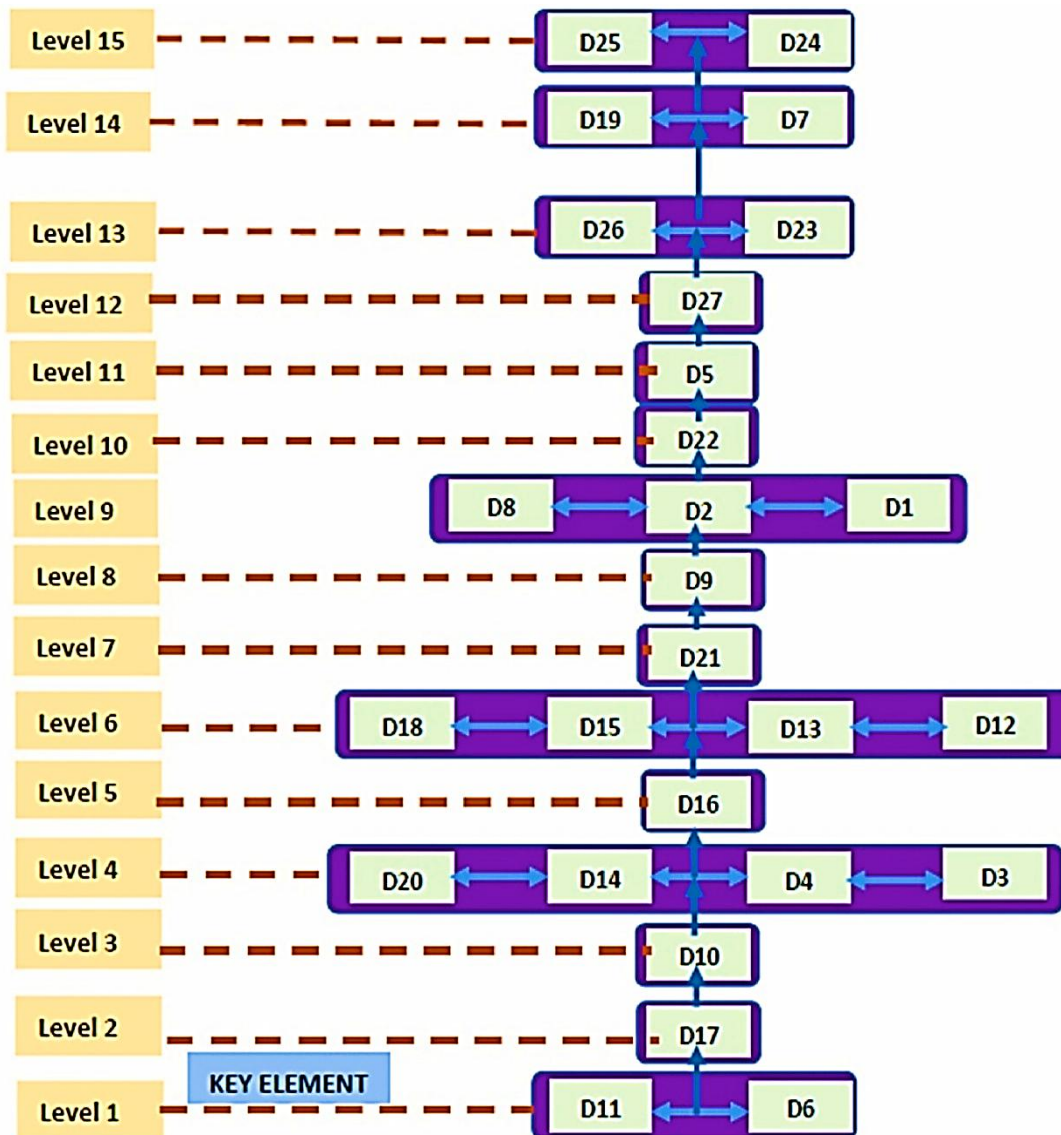 Level 15 D25 D24
Level 14 D19 D7
Level 13 D26 D23
Level 12 D27
Level 11 D5
Level 10 D22
Level 9 D8 D2 D1
Level 8 D9
Level 7 D21
Level 6 D18 D15 D13 D12
Level 5 D16
Level 4 D20 D14 D4 D3
Level 3 D10
Level 2 D17
KEY ELEMENT
Level 1 D11 D6